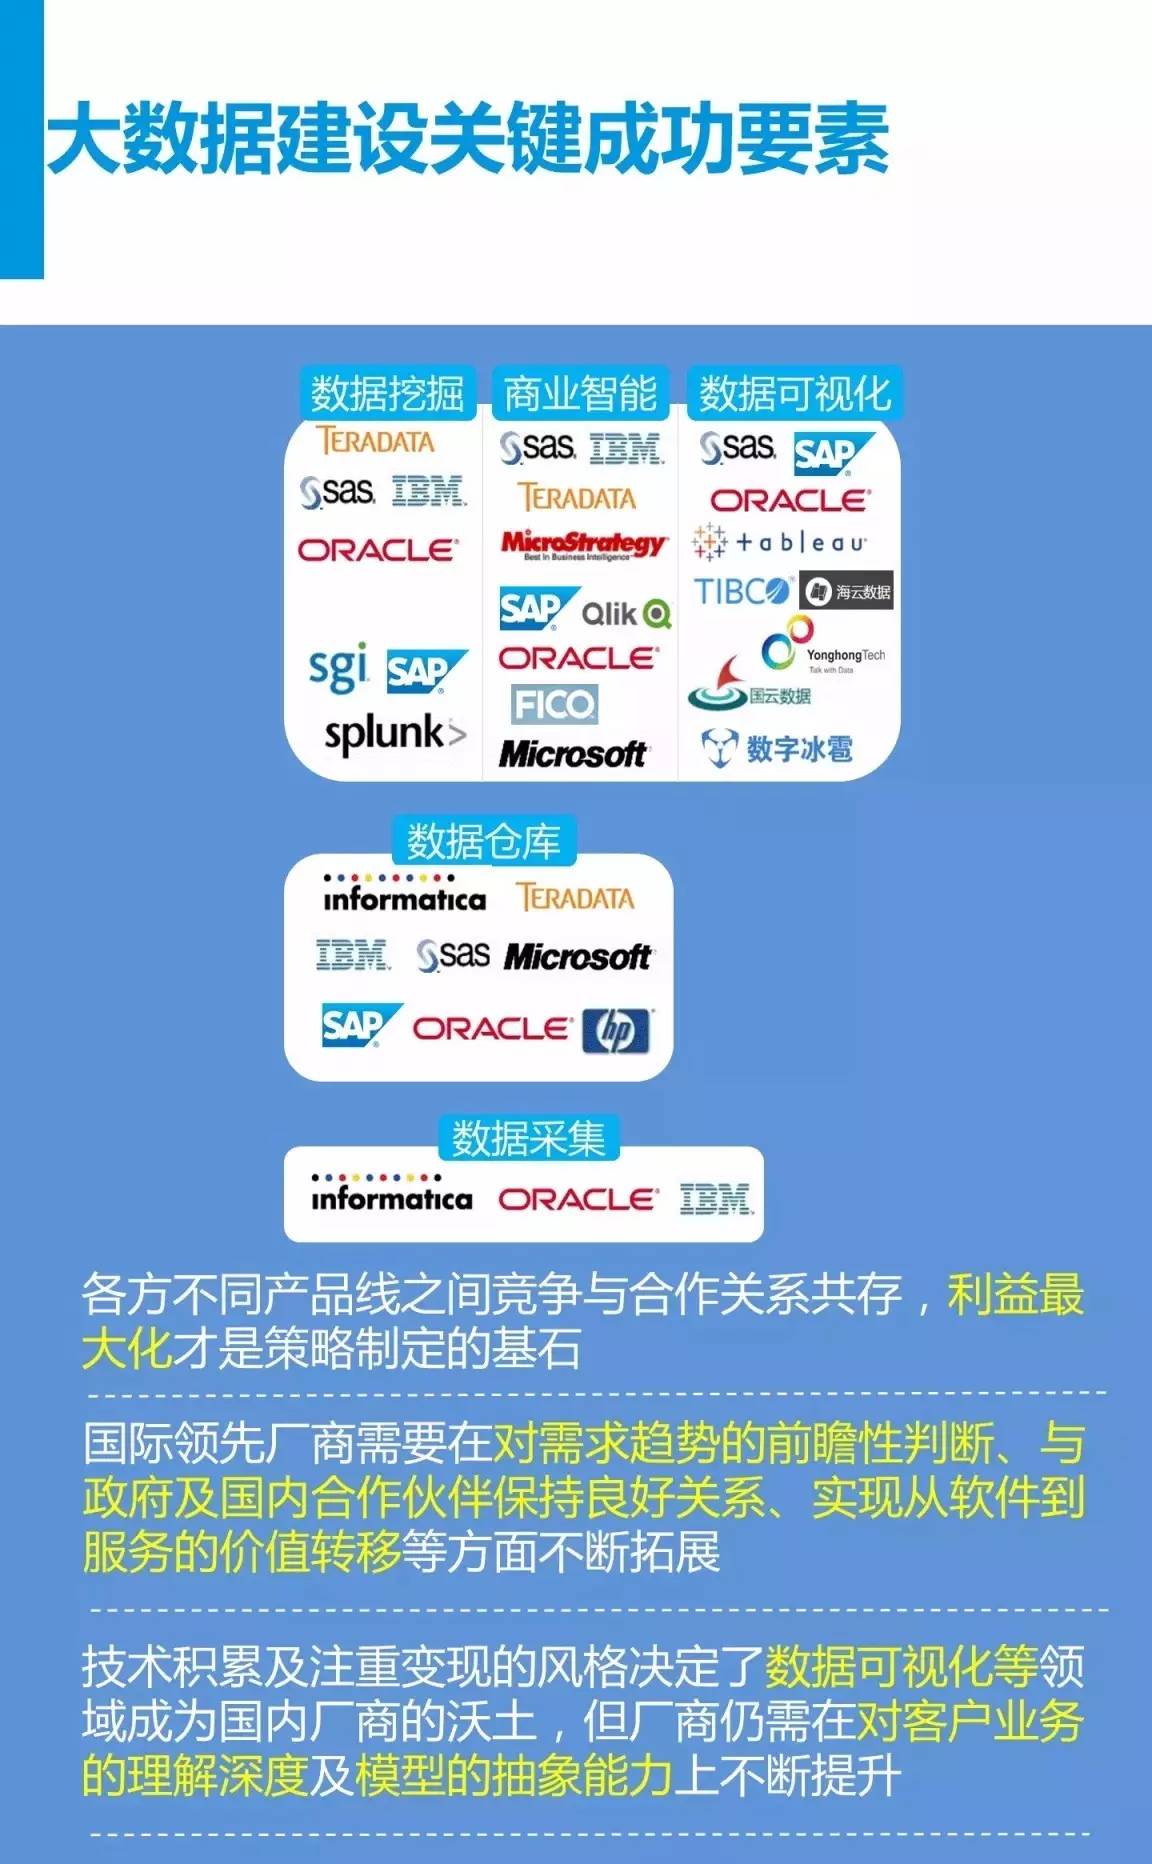 大数据建设关键成功要素
数据挖掘 商业智能 数据可视化
TERADATA
sas IBM
ORACLE
sgi SAP
splunk>
sas IBM
TERADATA
MicroStrategy
Best In Business Intelligence
SAP Qlik
ORACLE
FICO
Microsoft
sas SAP
ORACLE
+ableau
TIBCO 海云数据
YonghongTech
Talk with Data
国云数据
数字冰雹
数据仓库
informatica TERADATA
IBM sas Microsoft
SAP ORACLE hp
数据采集
informatica ORACLE IBM
各方不同产品线之间竞争与合作关系共存，利益最
大化才是策略制定的基石
国际领先厂商需要在对需求趋势的前瞻性判断、与
政府及国内合作伙伴保持良好关系、实现从软件到
服务的价值转移等方面不断拓展
技术积累及注重变现的风格决定了数据可视化等领
域成为国内厂商的沃土，但厂商仍需在对客户业务
的理解深度及模型的抽象能力上不断提升